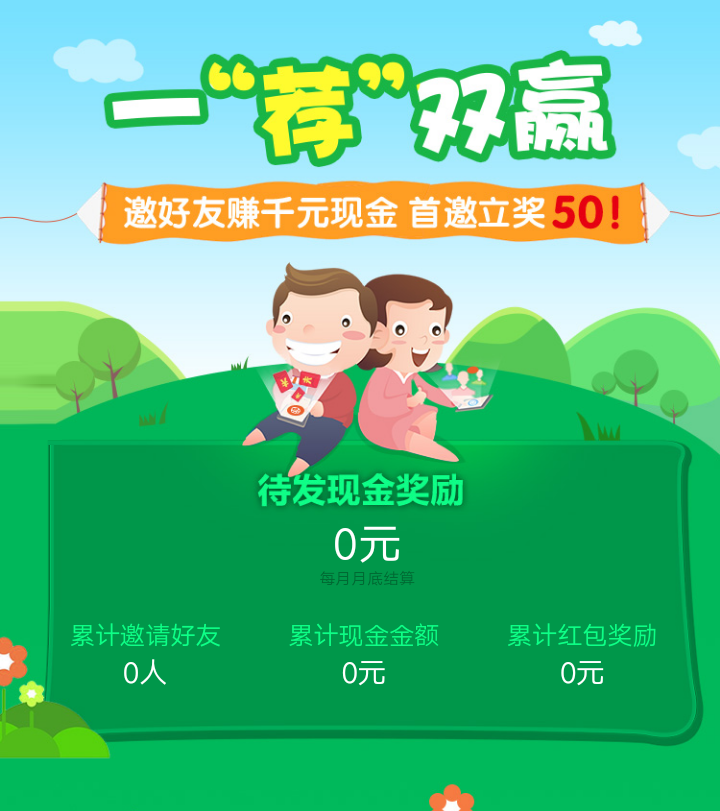 一“荐”双赢
邀好友赚千元现金 首邀立奖50!
待发现金奖励
0元
每月月底结算
累计邀请好友 累计现金金额 累计红包奖励
0人 0元 0元